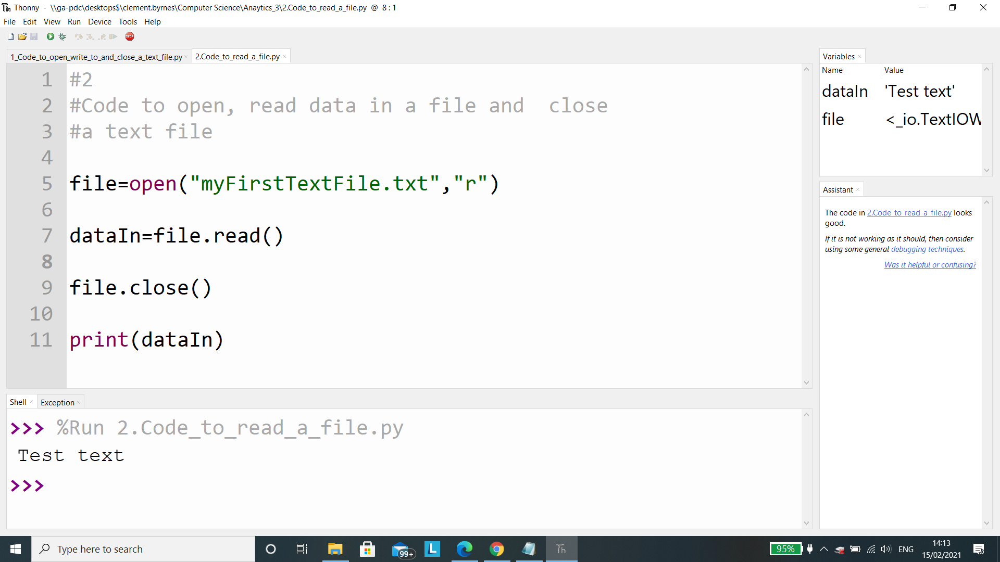 Thonny - \\ga-pdc\desktops$\clement.byrnes\Computer Science\Anaytics_3\2.Code_to_read_a_file.py @ 8:1
File Edit View Run Device Tools Help
STOP
1_Code_to_open_write_to_and_close_a_text_file.py × 2.Code_to_read_a_file.py ×
1 #2
2 #Code to open, read data in a file and  close
3 #a text file
4
5 file=open("myFirstTextFile.txt","r")
6
7 dataIn=file.read()
8
9 file.close()
10
11 print(dataIn)
Shell × Exception ×
>>> %Run 2.Code_to_read_a_file.py
Test text
>>>
Variables ×
Name Value
dataIn 'Test text'
file <_io.TextIOW
Assistant ×
The code in 2.Code_to_read_a_file.py looks
good.
If it is not working as it should, then consider
using some general debugging techniques.
Was it helpful or confusing?
Type here to search
99+
L
Th
95%
ENG
14:13
15/02/2021